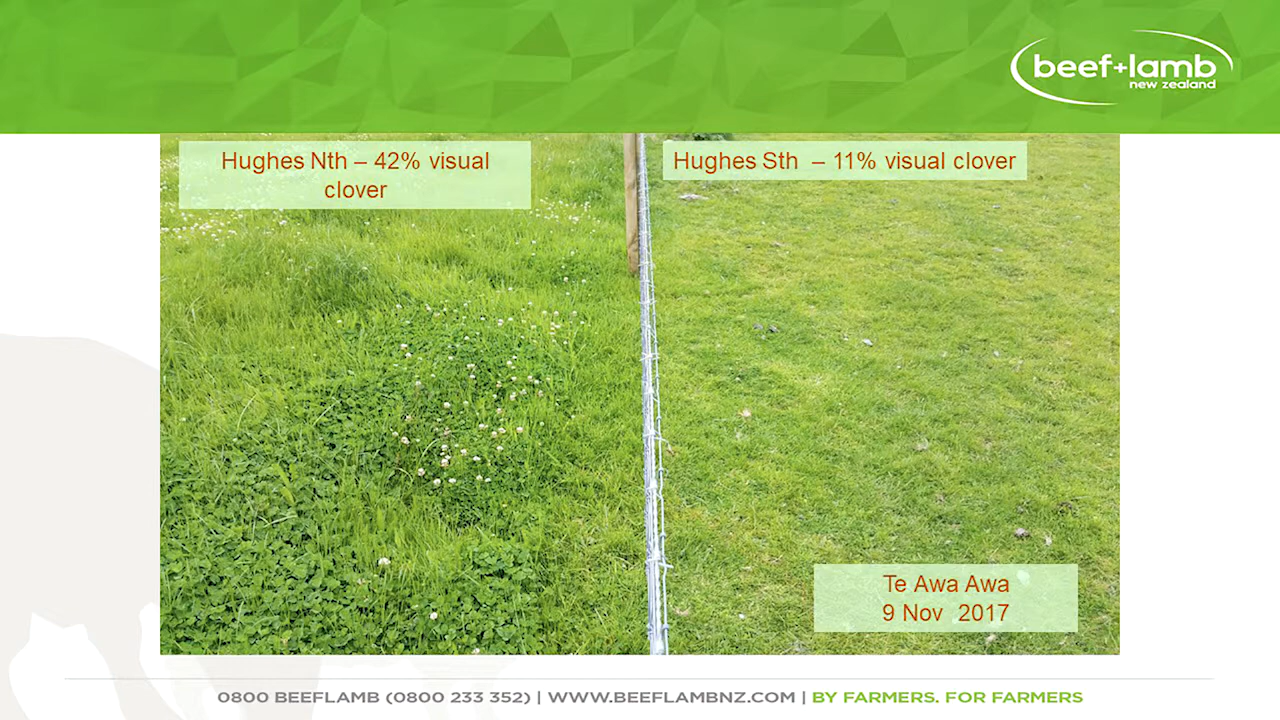 beef+lamb
new zealand
Hughes Nth – 42% visual
clover
Hughes Sth – 11% visual clover
Te Awa Awa
9 Nov 2017
0800 BEEFLAMB (0800 233 352) | WWW.BEEFLAMBNZ.COM | BY FARMERS. FOR FARMERS